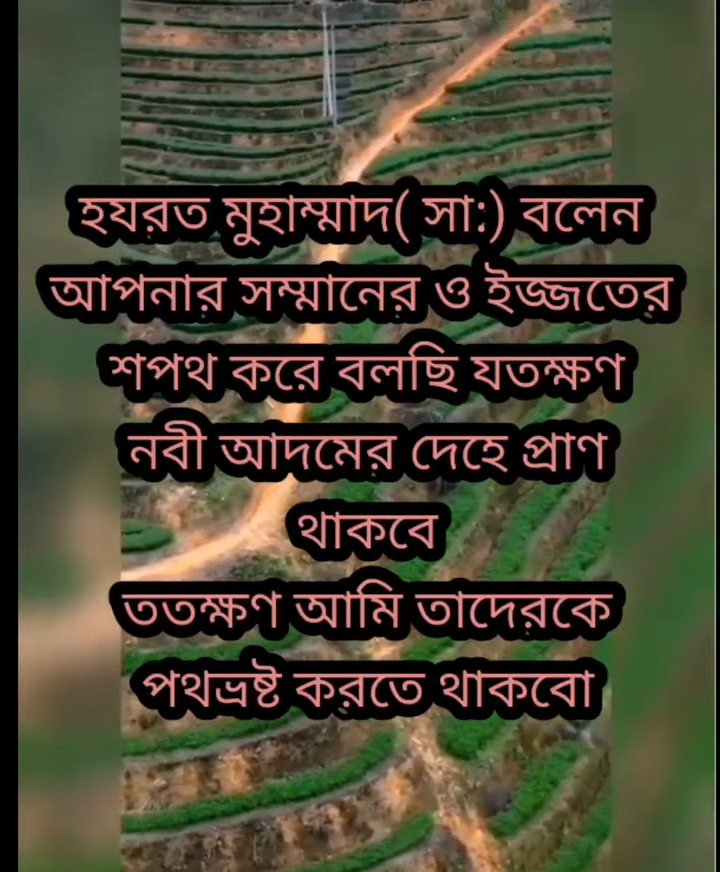 হযরত মুহাম্মাদ( সা:) বলেন
আপনার সম্মানের ও ইজ্জতের
শপথ করে বলছি যতক্ষণ
নবী আদমের দেহে প্রাণ
থাকবে
ততক্ষণ আমি তাদেরকে
পথভ্রষ্ট করতে থাকবো